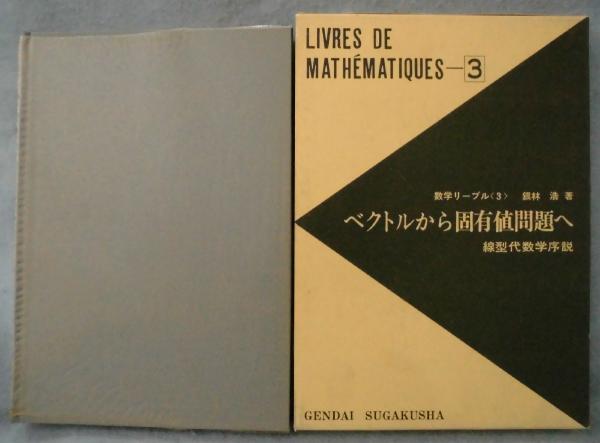 LIVRES DE
MATHÉMATIQUES—3
数学リーブル〈3〉 銀林 浩 著
ベクトルから固有値問題へ
線型代数学序説
GENDAI SUGAKUSHA